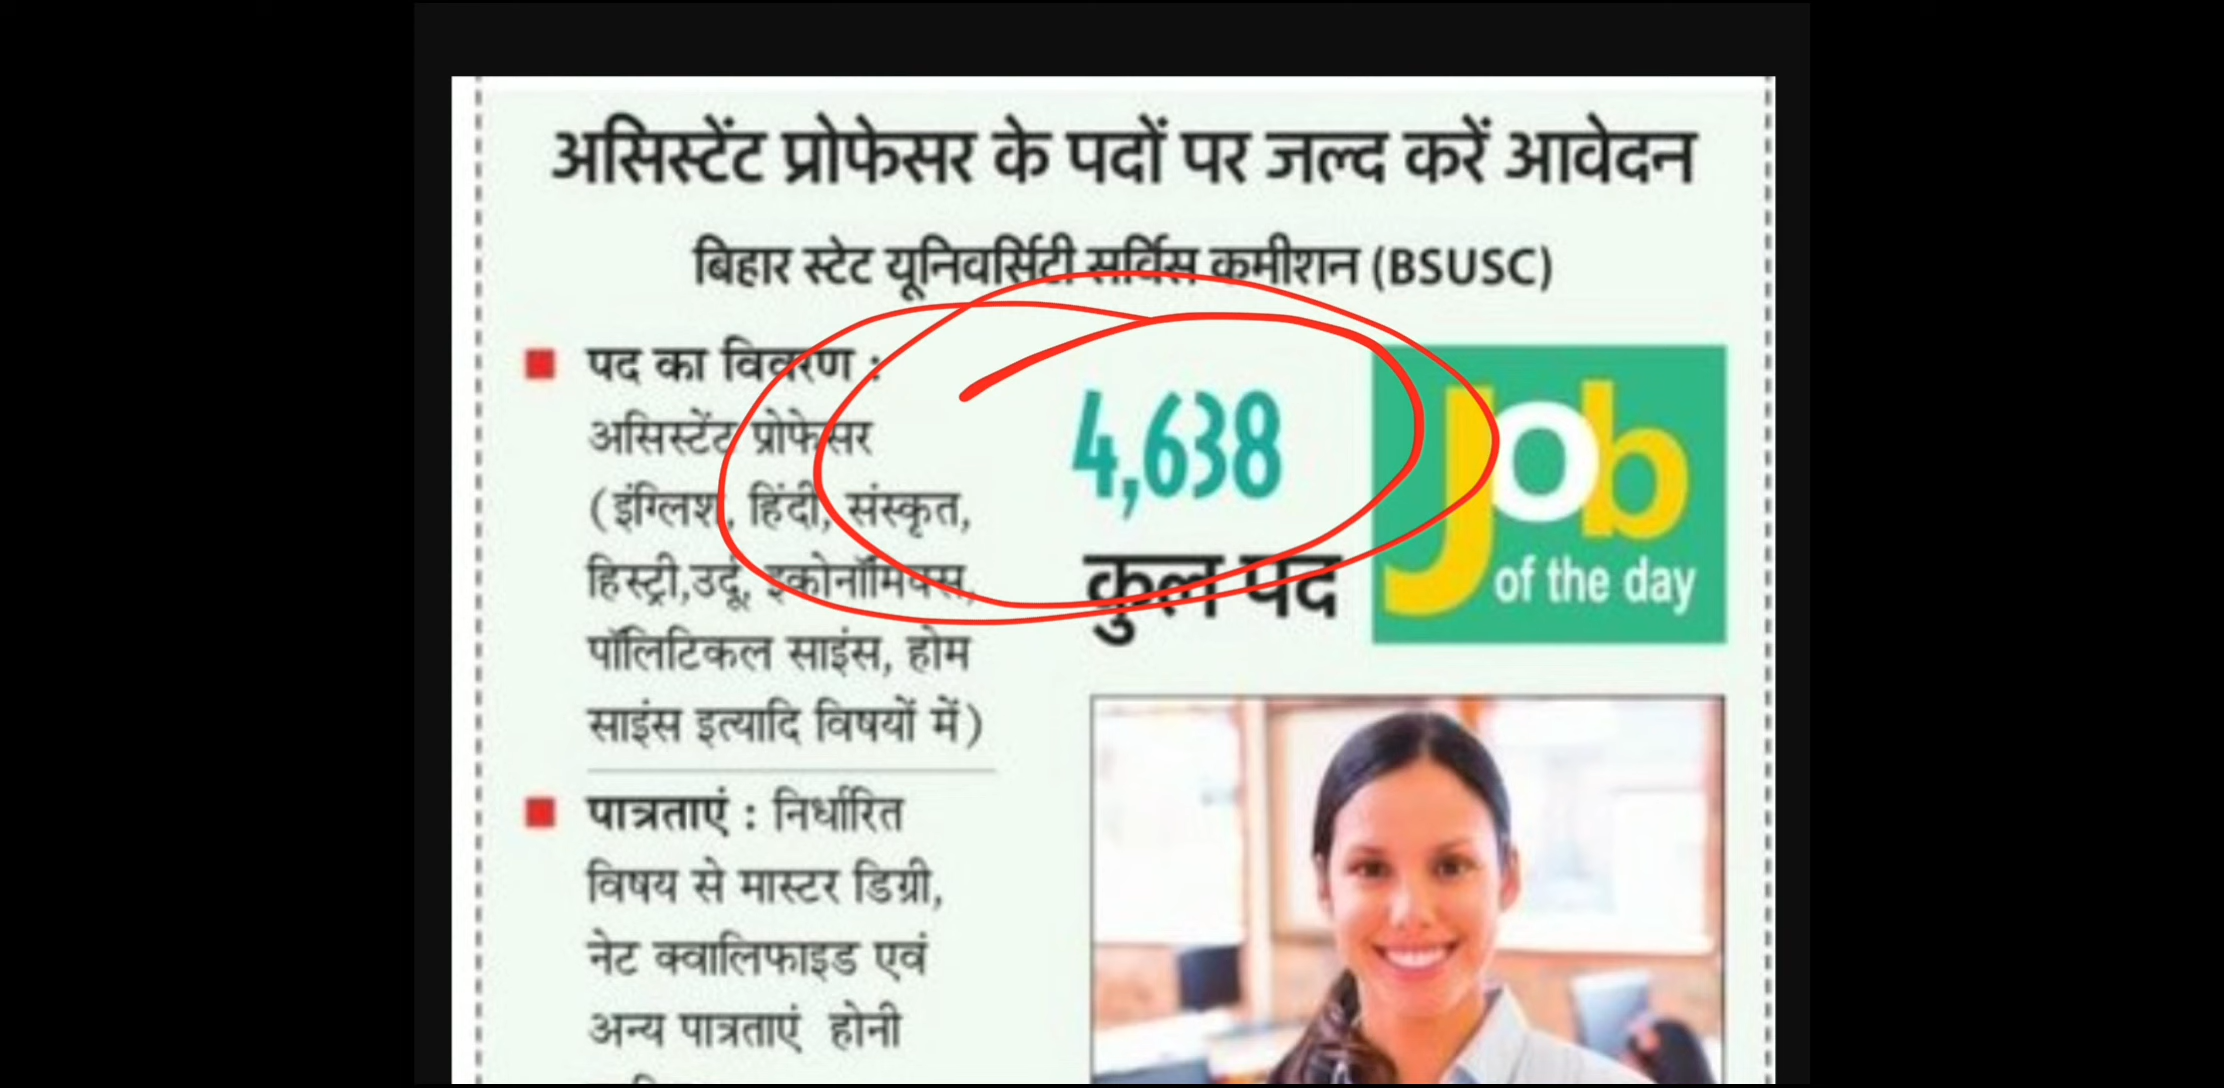 असिस्टेंट प्रोफेसर के पदों पर जल्द करें आवेदन
बिहार स्टेट यूनिवर्सिटी सर्विस कमीशन (BSUSC)
पद का विवरण :
असिस्टेंट प्रोफेसर
(इंग्लिश, हिंदी, संस्कृत,
हिस्ट्री,उर्दू, इकोनॉमिक्स,
पॉलिटिकल साइंस, होम
साइंस इत्यादि विषयों में)
4,638
कुल पद
Job
of the day
पात्रताएं : निर्धारित
विषय से मास्टर डिग्री,
नेट क्वालिफाइड एवं
अन्य पात्रताएं होनी